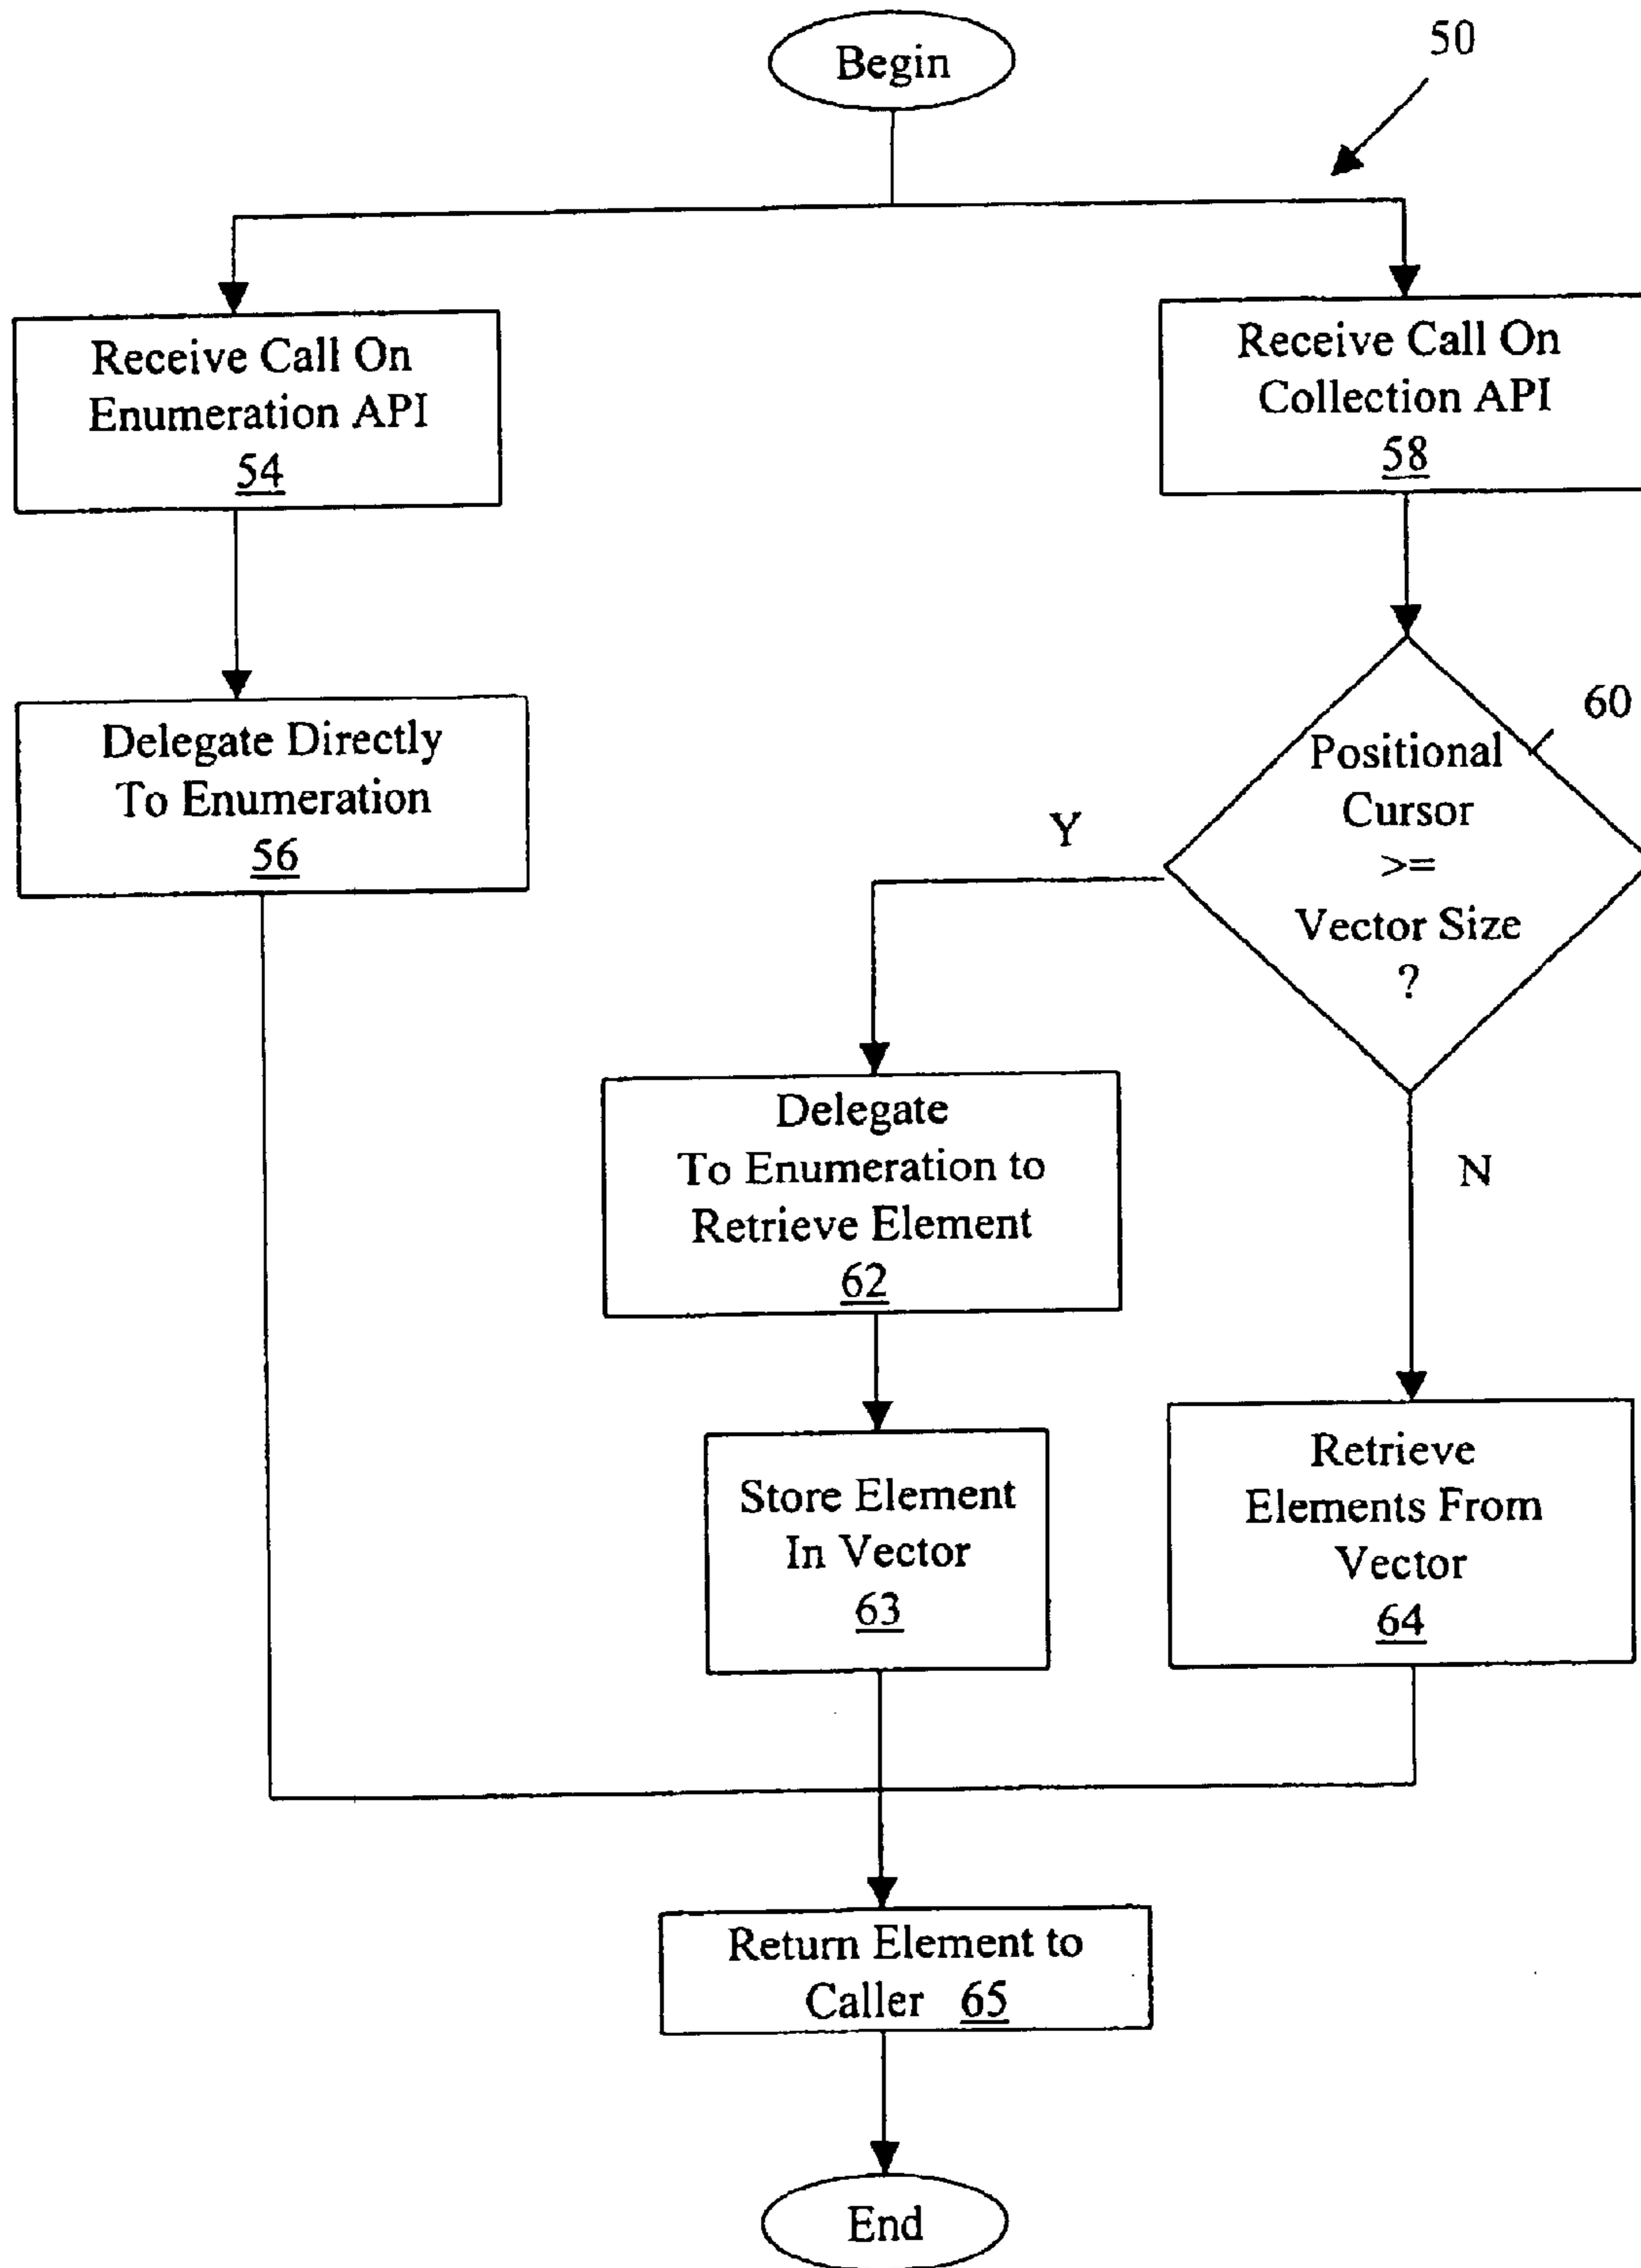 Begin
50
Receive Call On
Enumeration API
54
Receive Call On
Collection API
58
Delegate Directly
To Enumeration
56
60
Positional
Cursor
>=
Vector Size
?
Y
N
Delegate
To Enumeration to
Retrieve Element
62
Store Element
In Vector
63
Retrieve
Elements From
Vector
64
Return Element to
Caller 65
End